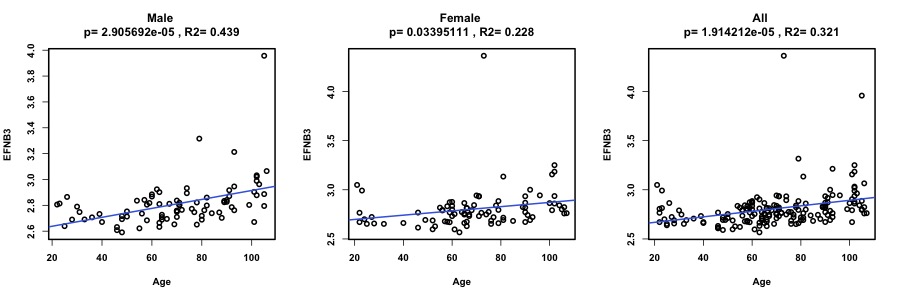 Male
p= 2.905692e-05 , R2= 0.439
EFNB3
4.0
3.8
3.6
3.4
3.2
3.0
2.8
2.6
20 40 60 80 100
Age
Female
p= 0.03395111 , R2= 0.228
EFNB3
4.0
3.5
3.0
2.5
20 40 60 80 100
Age
All
p= 1.914212e-05 , R2= 0.321
EFNB3
4.0
3.5
3.0
2.5
20 40 60 80 100
Age